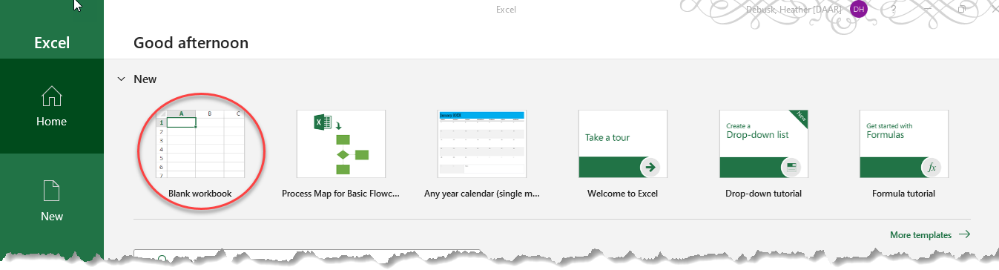 Excel
Debusk, Heather [DAAR]
DH
?
Excel
Good afternoon
Home
New
New
A B C
1
2
3
4
5
6
7
X
January 20XX
Take a tour
New
Create a
Drop-down list
Get started with
Formulas
fx
Blank workbook
Process Map for Basic Flowc...
Any year calendar (single m...
Welcome to Excel
Drop-down tutorial
Formula tutorial
More templates